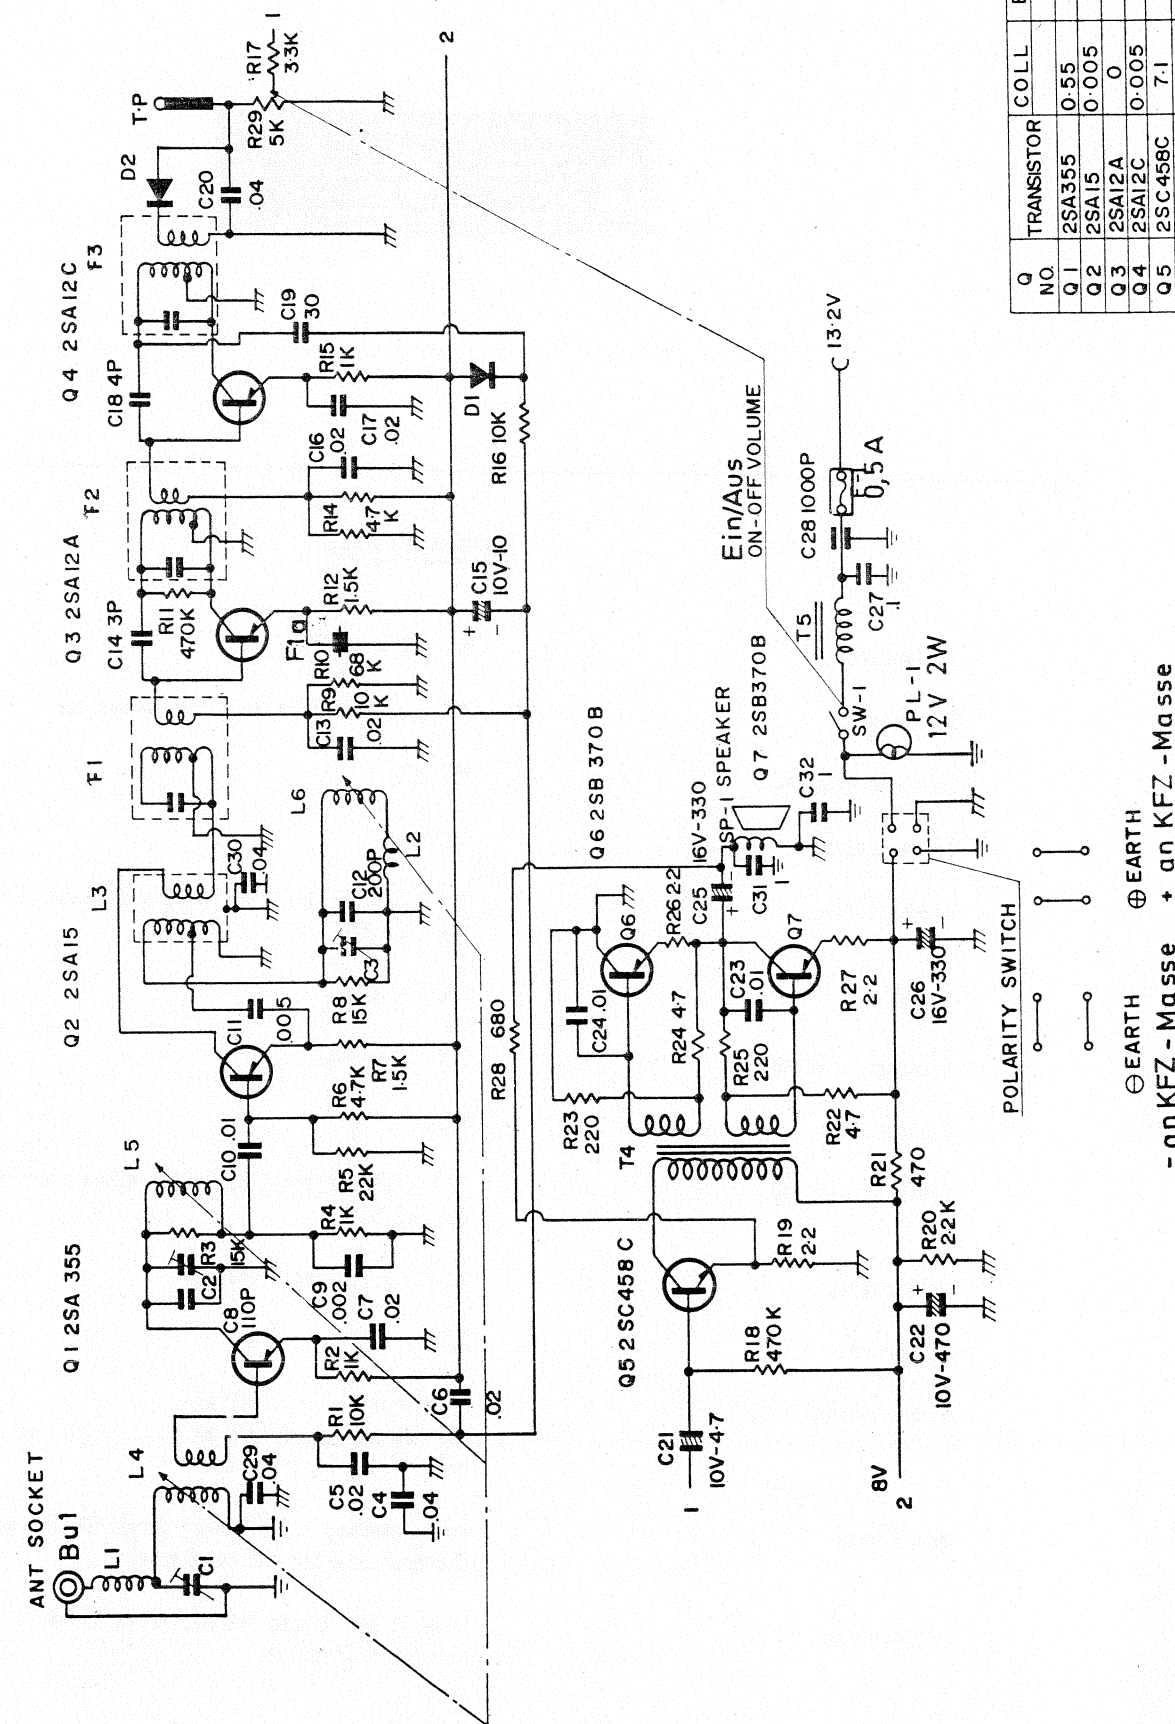 ANT SOCKET
Bu1
L1
C1
L4
C29
.04
Q1 2SA 355
L5
C8
110P
C2
R3
15K
R2
1K
C7
.02
C9
.002
R4
1K
R1
10K
C5
.02
C4
.04
C6
.02
Q2 2SA15
L3
C10 .01
C11
.005
R5
22K
R6
4.7K
R7
1.5K
R8
15K
C3
C12
200P
C30
.04
L6
L2
F1
Q3 2SA12A
F2
C14 3P
R11
470K
C13
.02
R9
10
K
R10
68
K
F1a
R12
1.5K
C15
10V-10
+
-
R14
4.7
K
C16
.02
C17
.02
Q4 2SA12C
F3
C18 4P
R15
1K
C19
30
D1
R16 10K
D2
C20
.04
T·P
R29
5K
R17
3.3K
1
2
Q5 2SC458C
C21
10V-4.7
1
R18
470K
R19
2.2
8V
2
C22
10V-470
+
-
R20
2.2K
R21
470
T4
R23
220
R28 680
C24 .01
R24 4.7
R25
220
C23
.01
R22
4.7
Q6 2SB370B
Q6
R26 22
C25
16V-330
+
-
Q7
R27
2.2
C26
16V-330
+
-
SP-1 SPEAKER
C31
1
C32
1
Q7 2SB370B
Ein/Aus
ON-OFF VOLUME
SW-1
PL-1
12V 2W
T5
C27
.1
C28 1000P
0,5A
13·2V
POLARITY SWITCH
⊖EARTH
⊕EARTH
- an KFZ-Masse
+ an KFZ-Masse
Q
NO.
TRANSISTOR
COLL
Q1 2SA355 0·55
Q2 2SA15 0·005
Q3 2SA12A 0
Q4 2SA12C 0·005
Q5 2SC458C 7·1